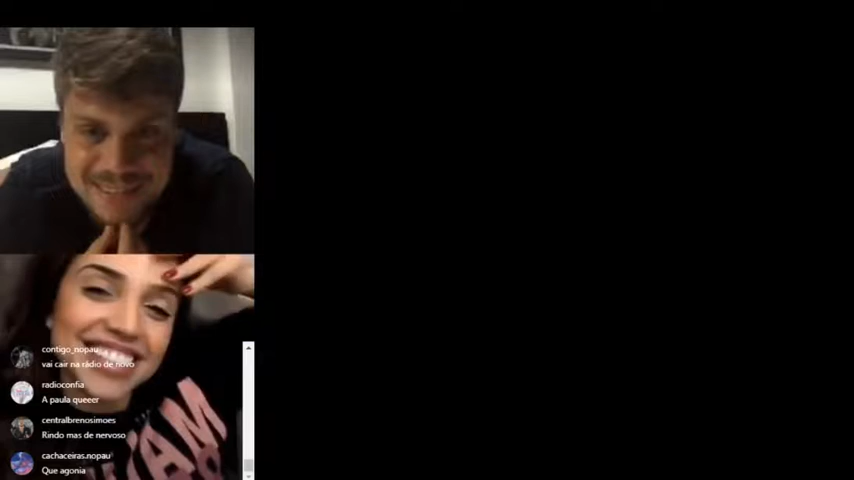 contigo_nopau
vai cair na rádio de novo
radioconfia
A paula queeer
centralbrenosimoes
Rindo mas de nervoso
cachaceiras.nopau
Que agonia